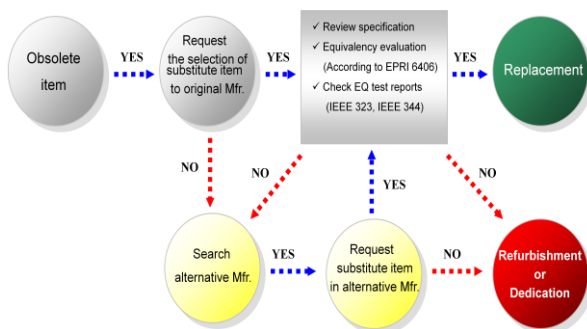 Obsolete
item
YES
Request
the selection of
substitute item
to original Mfr.
YES
✓ Review specification
✓ Equivalency evaluation
(According to EPRI 6406)
✓ Check EQ test reports
(IEEE 323, IEEE 344)
YES
Replacement
NO
NO
YES
NO
Search
alternative Mfr.
YES
Request
substitute item
in alternative Mfr.
NO
Refurbishment
or
Dedication